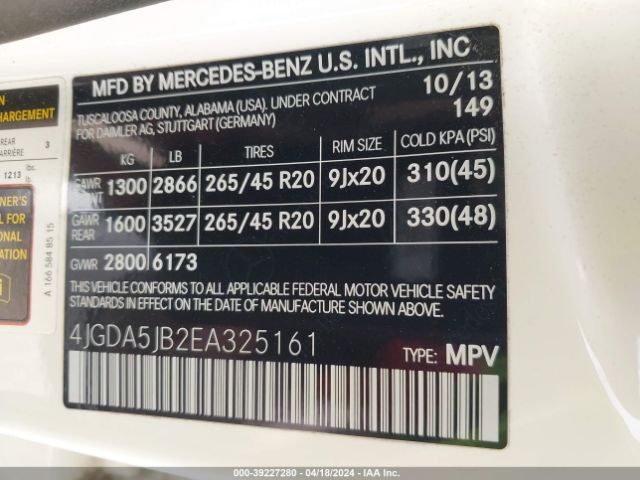 MFD BY MERCEDES-BENZ U.S. INTL., INC
TUSCALOOSA COUNTY, ALABAMA (USA). UNDER CONTRACT 10/13
FOR DAIMLER AG, STUTTGART (GERMANY) 149
KG LB TIRES RIM SIZE COLD KPA(PSI)
GAWR FRONT 1300 2866 265/45 R20 9Jx20 310(45)
GAWR REAR 1600 3527 265/45 R20 9Jx20 330(48)
GVWR 2800 6173
THIS VEHICLE CONFORMS TO ALL APPLICABLE FEDERAL MOTOR VEHICLE SAFETY
STANDARDS IN EFFECT ON THE DATE OF MANUFACTURE SHOWN ABOVE.
4JGDA5JB2EA325161 TYPE: MPV
CHARGEMENT
REAR 3
ARRIÈRE
1213 lb.
A 166 584 85 15
000-39227280 - 04/18/2024 - IAA Inc.